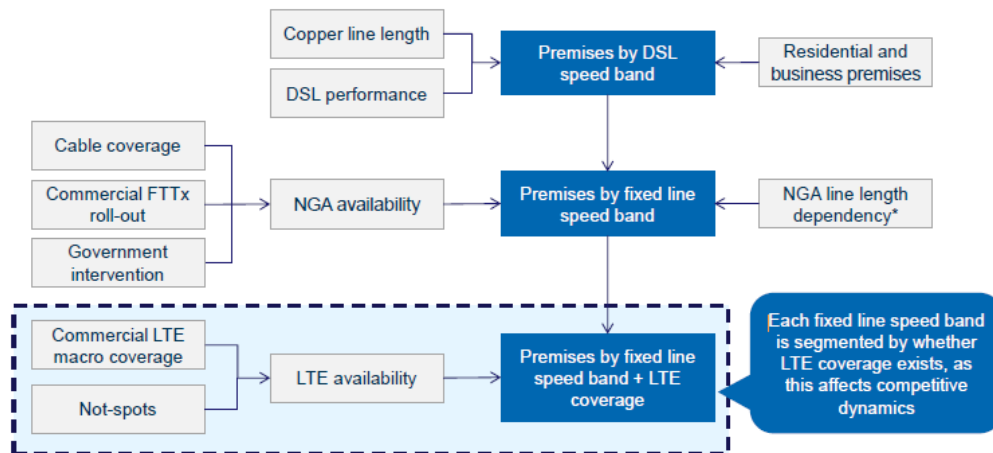 Copper line length
DSL performance
Premises by DSL
speed band
Residential and
business premises
Cable coverage
Commercial FTTx
roll-out
Government
intervention
NGA availability
Premises by fixed line
speed band
NGA line length
dependency*
Commercial LTE
macro coverage
Not-spots
LTE availability
Premises by fixed line
speed band + LTE
coverage
Each fixed line speed band
is segmented by whether
LTE coverage exists, as
this affects competitive
dynamics